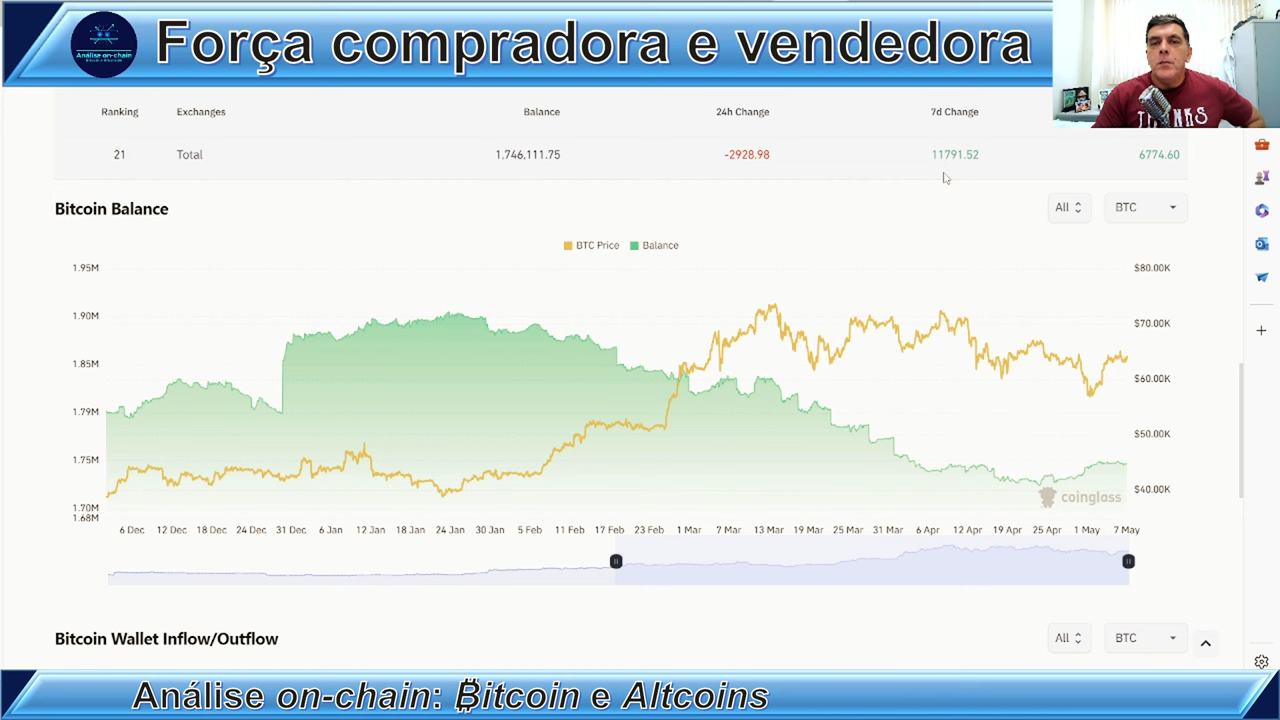 Força compradora e vendedora
Análise on-chain
Ranking Exchanges Balance 24h Change 7d Change
21 Total 1,746,111.75 -2928.98 11791.52 6774.60
Bitcoin Balance
All BTC
BTC Price Balance
1.95M $80.00K
1.90M $70.00K
1.85M $60.00K
1.79M $50.00K
1.75M $40.00K
1.70M
1.68M
coinglass
6 Dec 12 Dec 18 Dec 24 Dec 31 Dec 6 Jan 12 Jan 18 Jan 24 Jan 30 Jan 5 Feb 11 Feb 17 Feb 23 Feb 1 Mar 7 Mar 13 Mar 19 Mar 25 Mar 31 Mar 6 Apr 12 Apr 19 Apr 25 Apr 1 May 7 May
Bitcoin Wallet Inflow/Outflow
All BTC
Análise on-chain: ₿itcoin e Altcoins